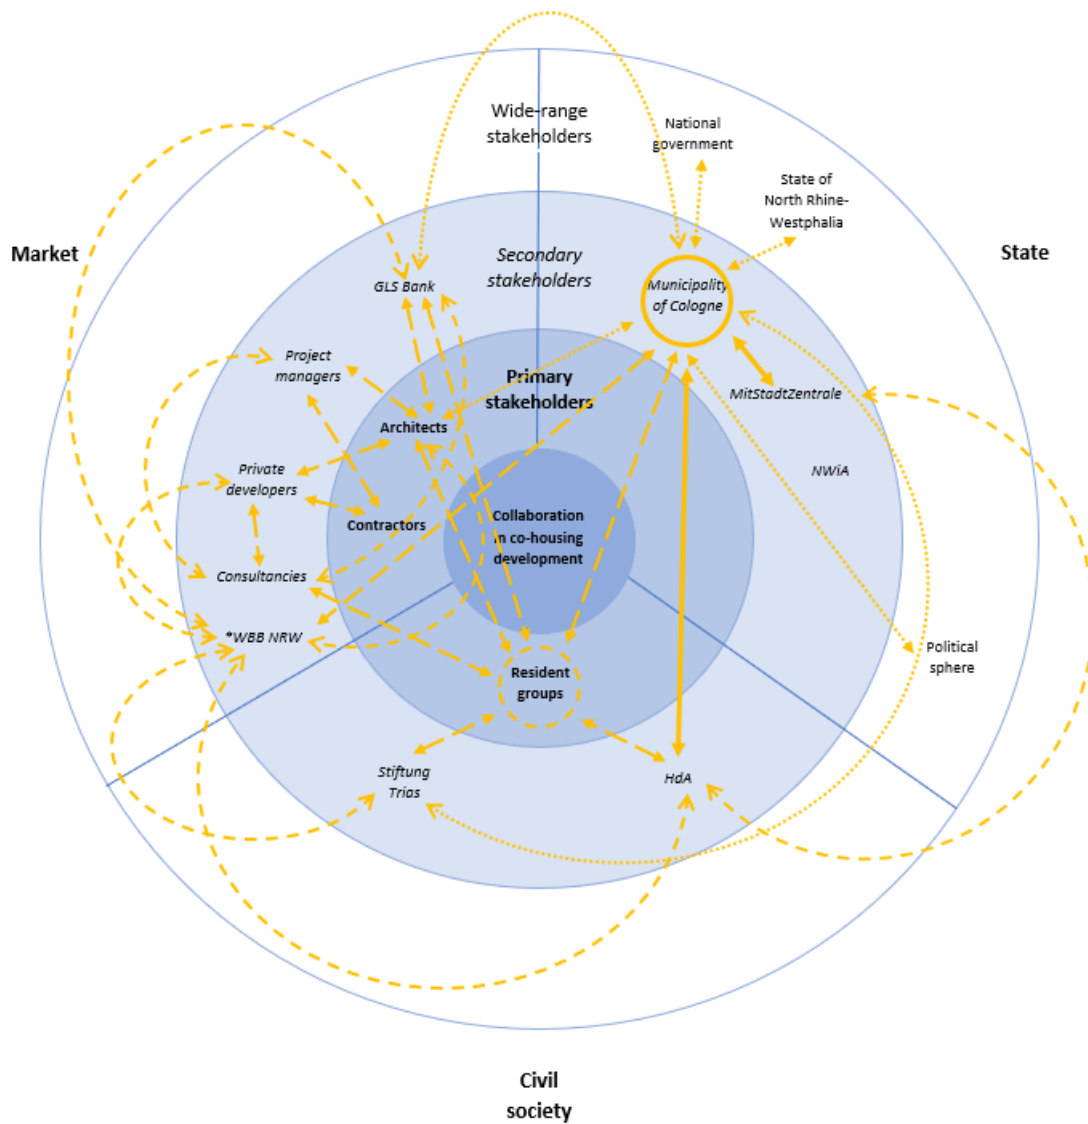 Wide-range
stakeholders
National
government
State of
North Rhine-
Westphalia
Market
State
Secondary
stakeholders
GLS Bank
Municipality
of Cologne
Project
managers
Primary
stakeholders
MitStadtZentrale
Architects
Private
developers
NWiA
Contractors
Collaboration
in co-housing
development
Consultancies
*WBB NRW
Political
sphere
Resident
groups
Stiftung
Trias
HdA
Civil
society